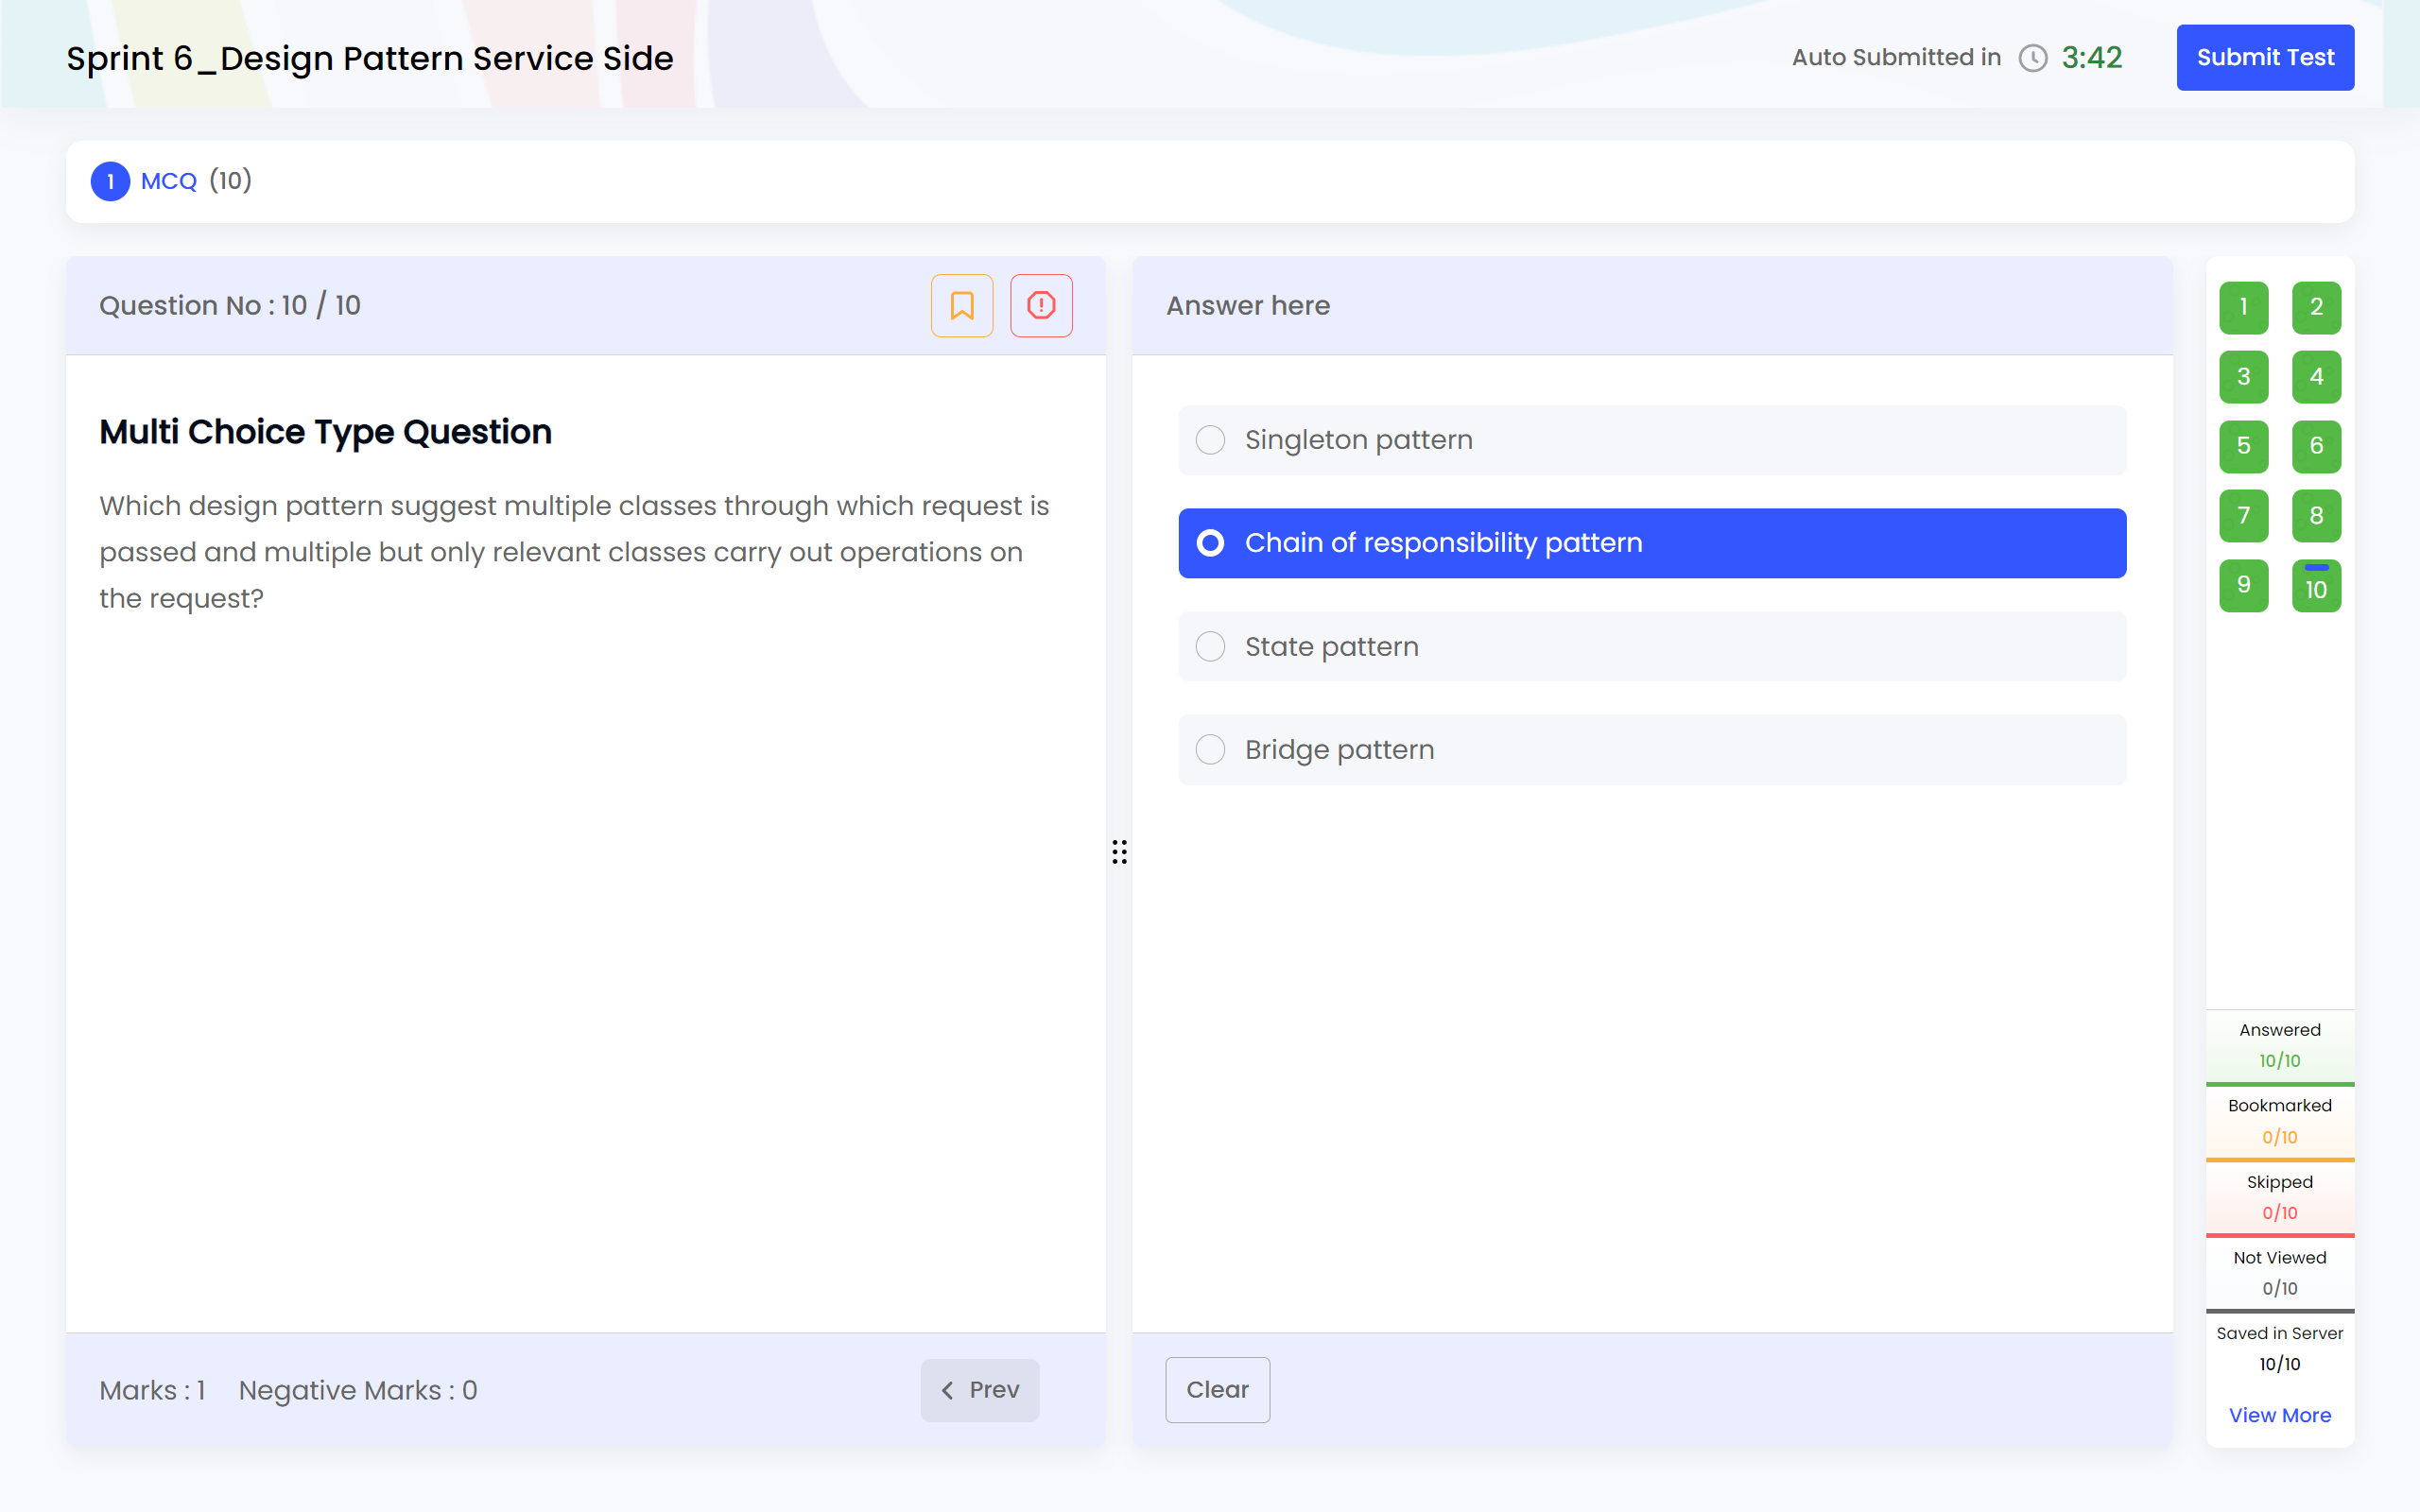 Sprint 6_Design Pattern Service Side
Auto Submitted in 3:42
Submit Test
1 MCQ (10)
Question No : 10 / 10
Multi Choice Type Question
Which design pattern suggest multiple classes through which request is
passed and multiple but only relevant classes carry out operations on
the request?
Marks : 1 Negative Marks : 0
Prev
Answer here
Singleton pattern
Chain of responsibility pattern
State pattern
Bridge pattern
Clear
1 2
3 4
5 6
7 8
9 10
Answered
10/10
Bookmarked
0/10
Skipped
0/10
Not Viewed
0/10
Saved in Server
10/10
View More